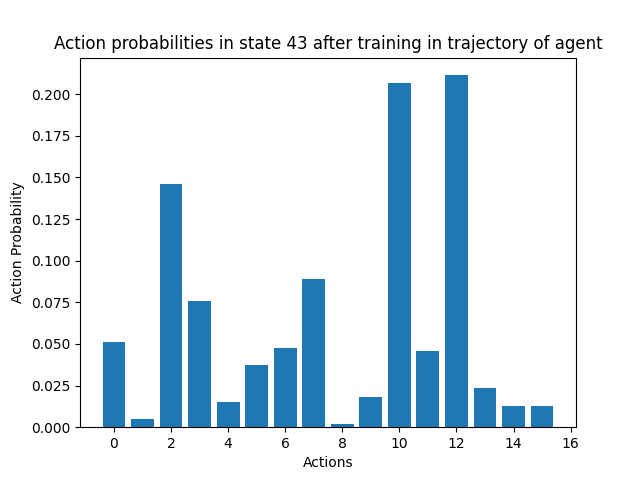 Action probabilities in state 43 after training in trajectory of agent
0.200
0.175
0.150
0.125
0.100
0.075
0.050
0.025
0.000
Action Probability
0 2 4 6 8 10 12 14 16
Actions